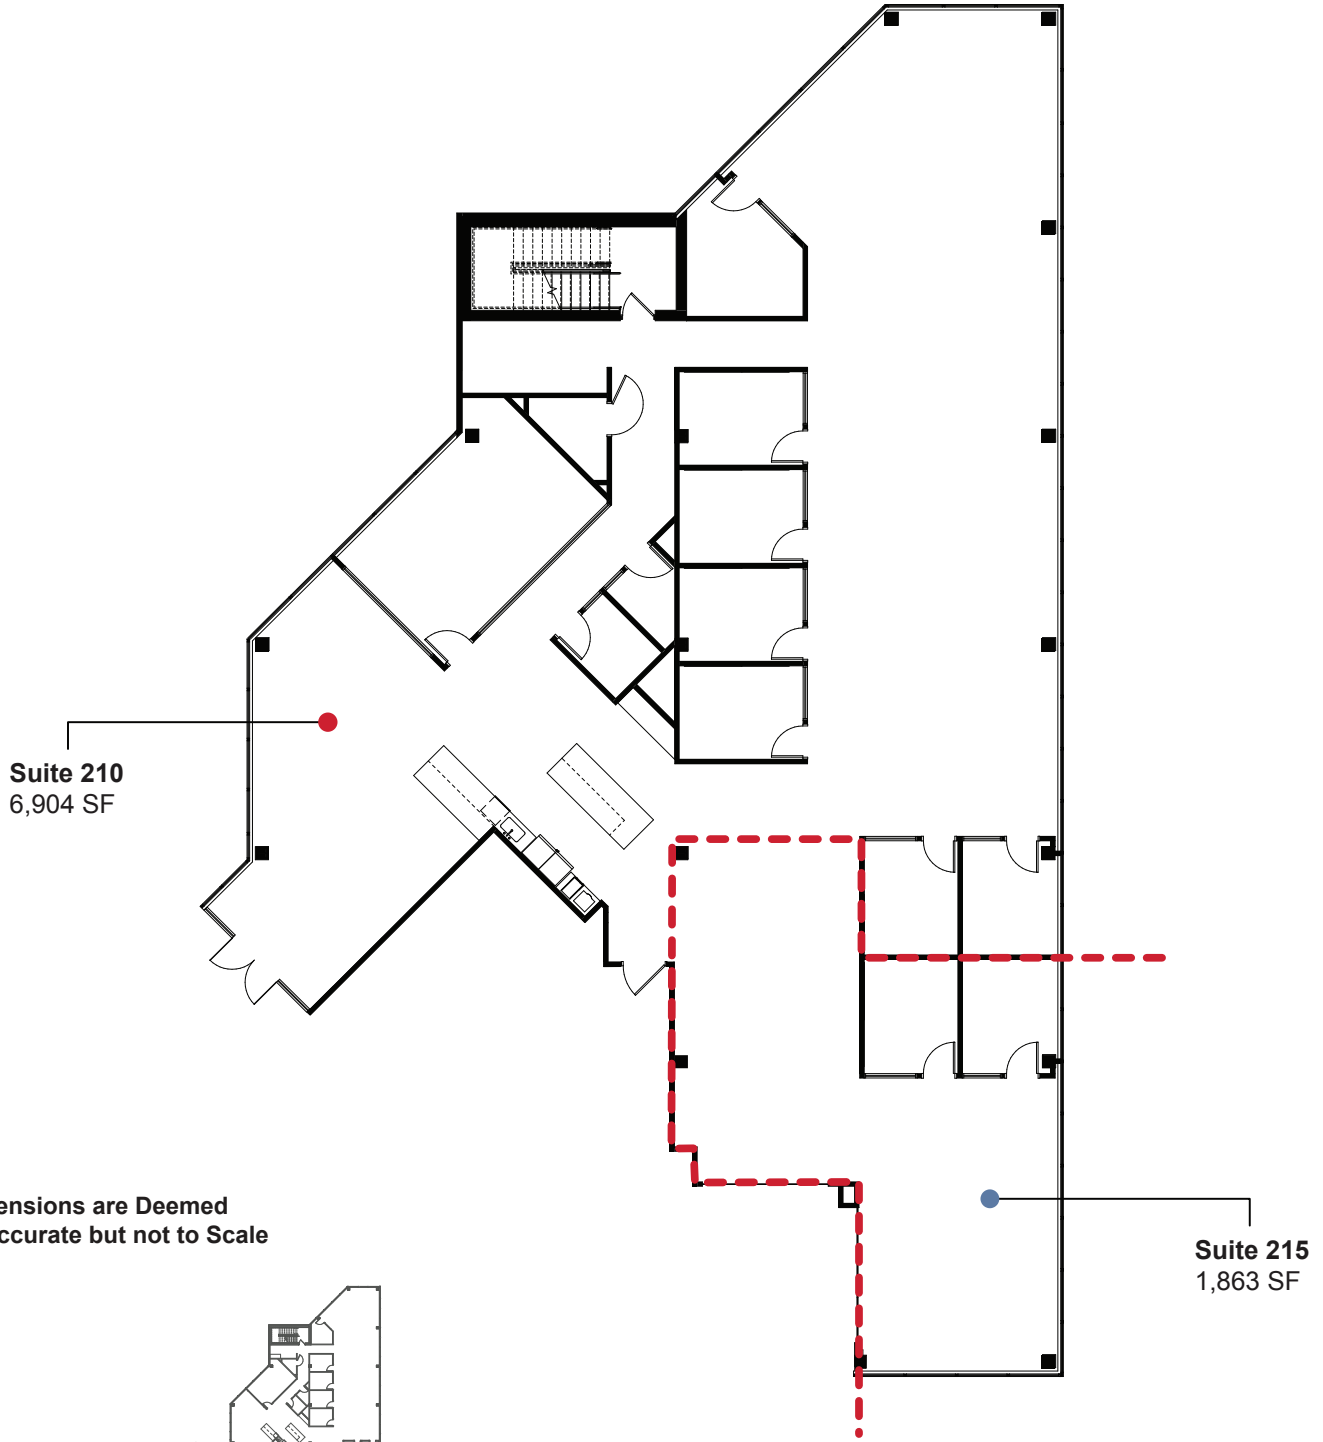 Suite 210
6,904 SF
ensions are Deemed
ccurate but not to Scale
Suite 215
1,863 SF